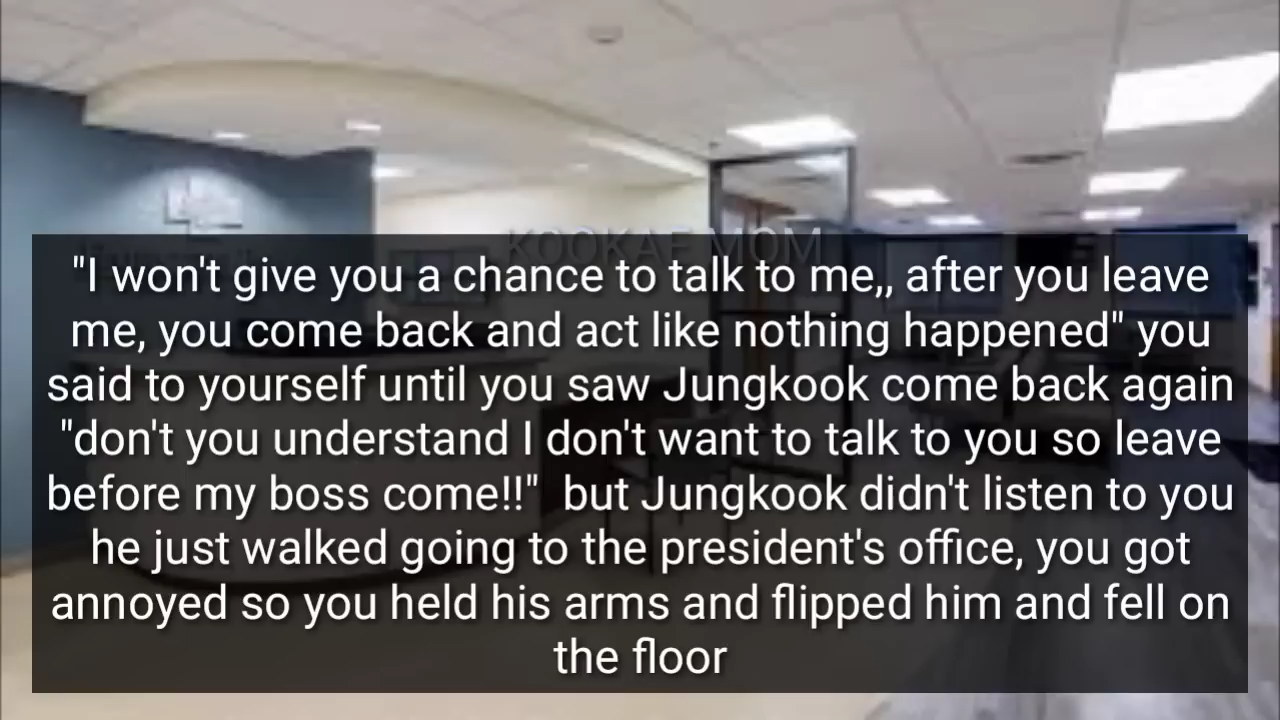 KOOKAE MOM
"I won't give you a chance to talk to me,, after you leave
me, you come back and act like nothing happened" you
said to yourself until you saw Jungkook come back again
"don't you understand I don't want to talk to you so leave
before my boss come!!"  but Jungkook didn't listen to you
he just walked going to the president's office, you got
annoyed so you held his arms and flipped him and fell on
the floor